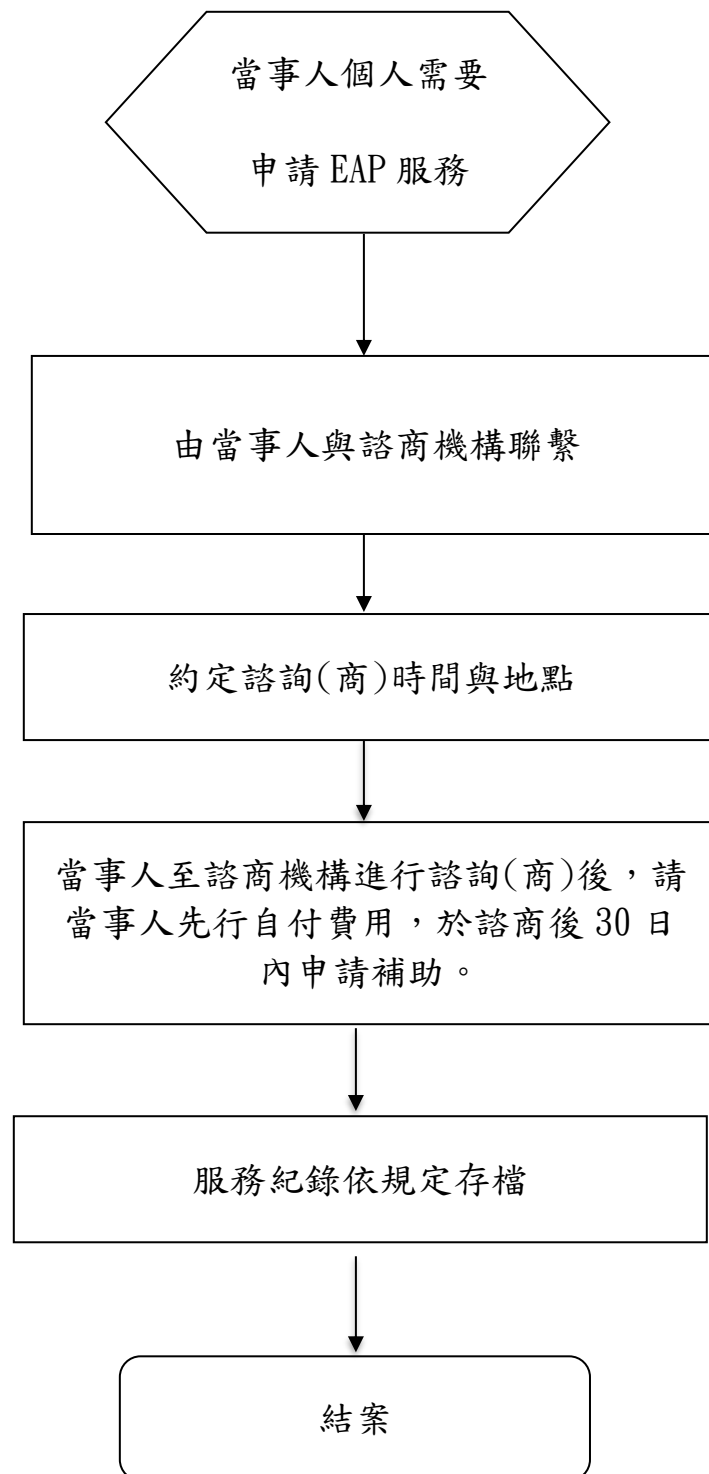 當事人個人需要
申請 EAP 服務
由當事人與諮商機構聯繫
約定諮詢(商)時間與地點
當事人至諮商機構進行諮詢(商)後，請
當事人先行自付費用，於諮商後 30 日
內申請補助。
服務紀錄依規定存檔
結案